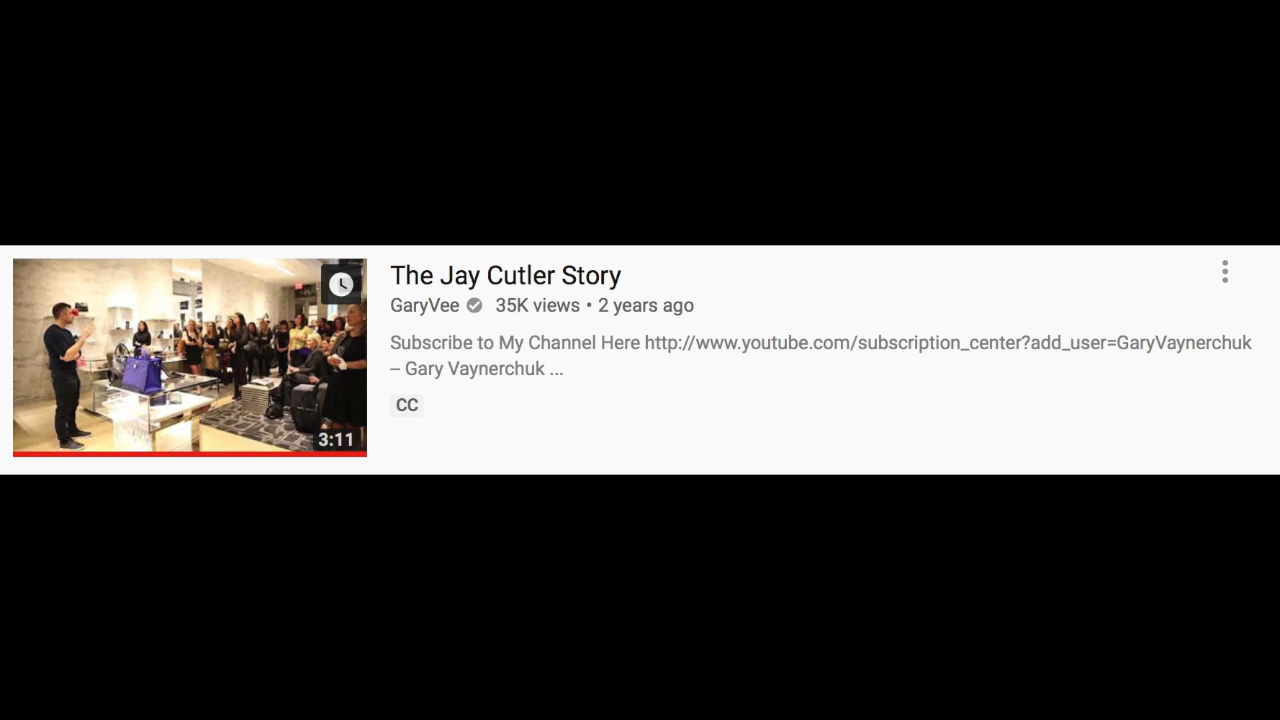 The Jay Cutler Story
GaryVee 35K views • 2 years ago
Subscribe to My Channel Here http://www.youtube.com/subscription_center?add_user=GaryVaynerchuk
– Gary Vaynerchuk ...
CC
3:11